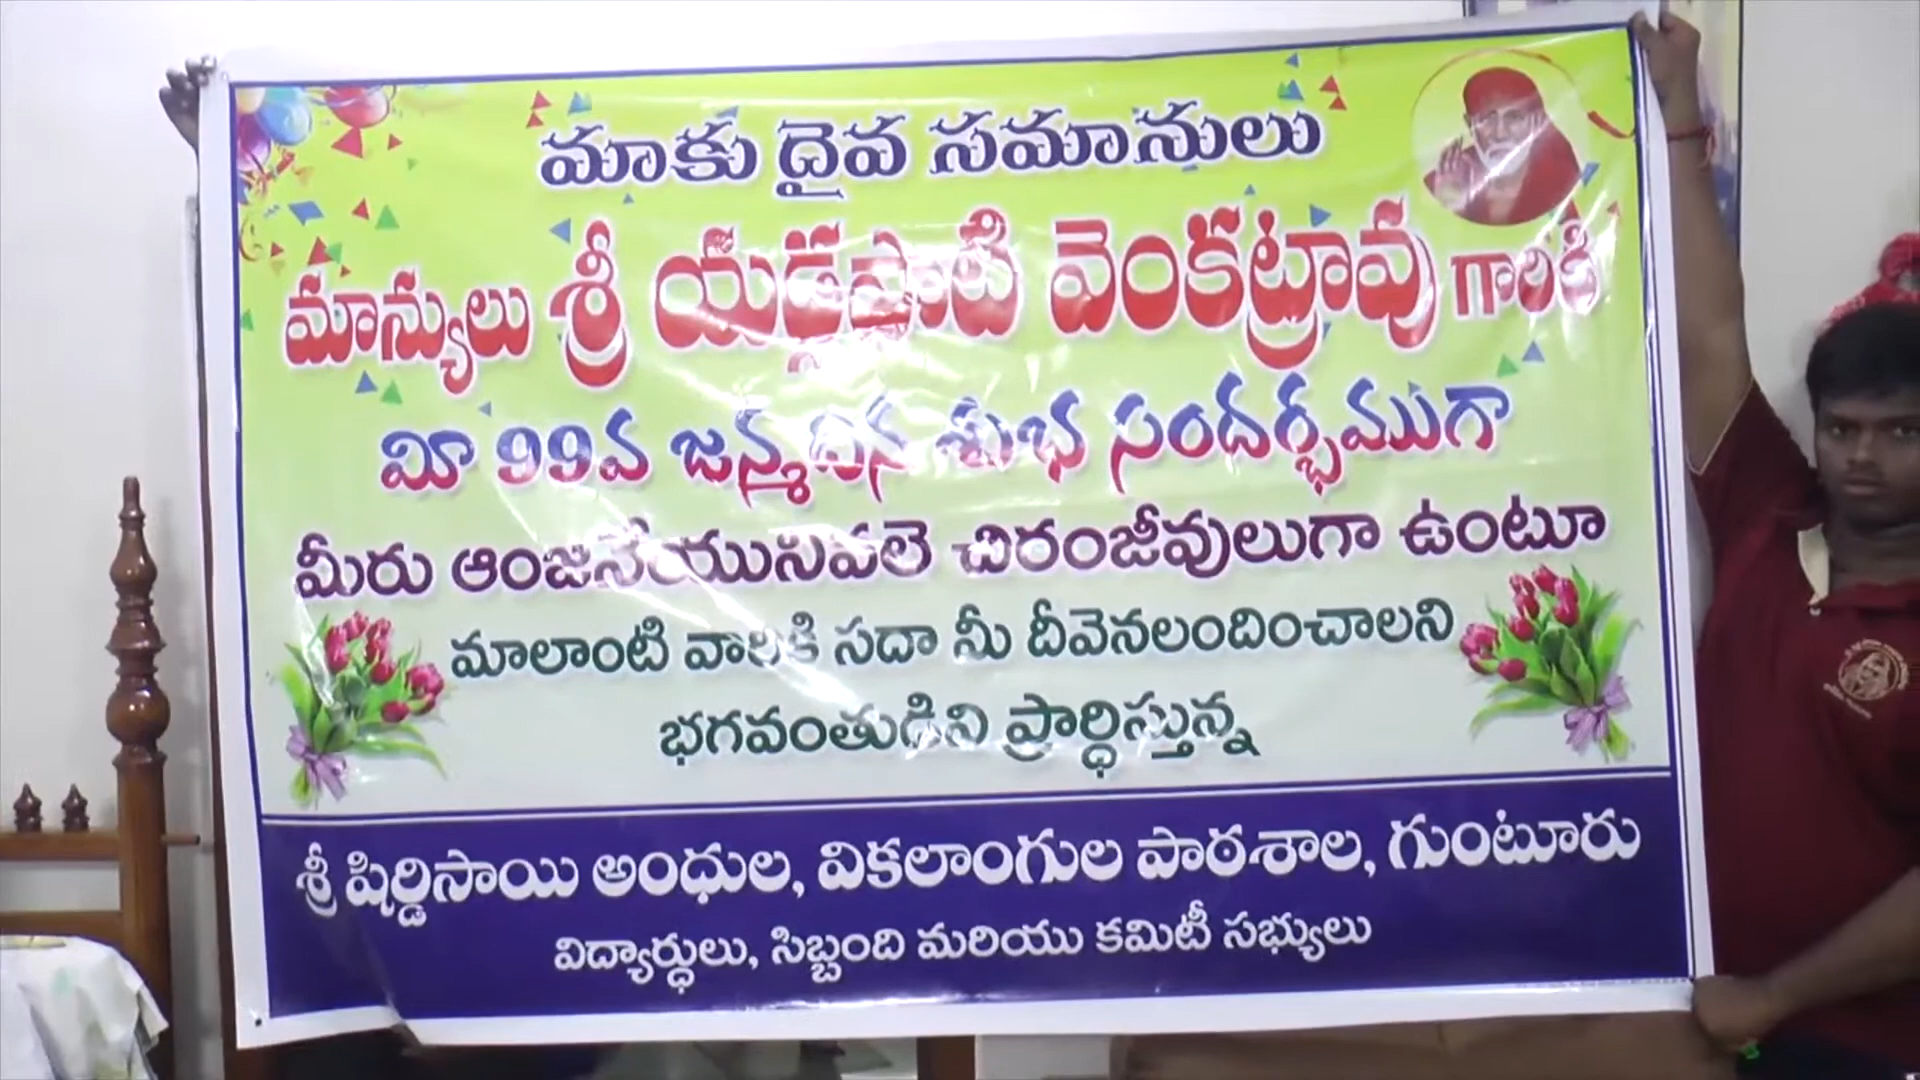 మాకు దైవ సమానులు
మాన్యులు శ్రీ యడ్లపాటి వెంకట్రావు గారికి
మీ 99వ జన్మదిన శుభ సందర్భముగా
మీరు ఆంజనేయునివలె చిరంజీవులుగా ఉంటూ
మాలాంటి వాలకి సదా మీ దీవెనలందించాలని
భగవంతుడిని ప్రార్ధిస్తున్న
శ్రీ షిర్డిసాయి అంధుల, వికలాంగుల పాఠశాల, గుంటూరు
విద్యార్ధులు, సిబ్బంది మరియు కమిటీ సభ్యులు